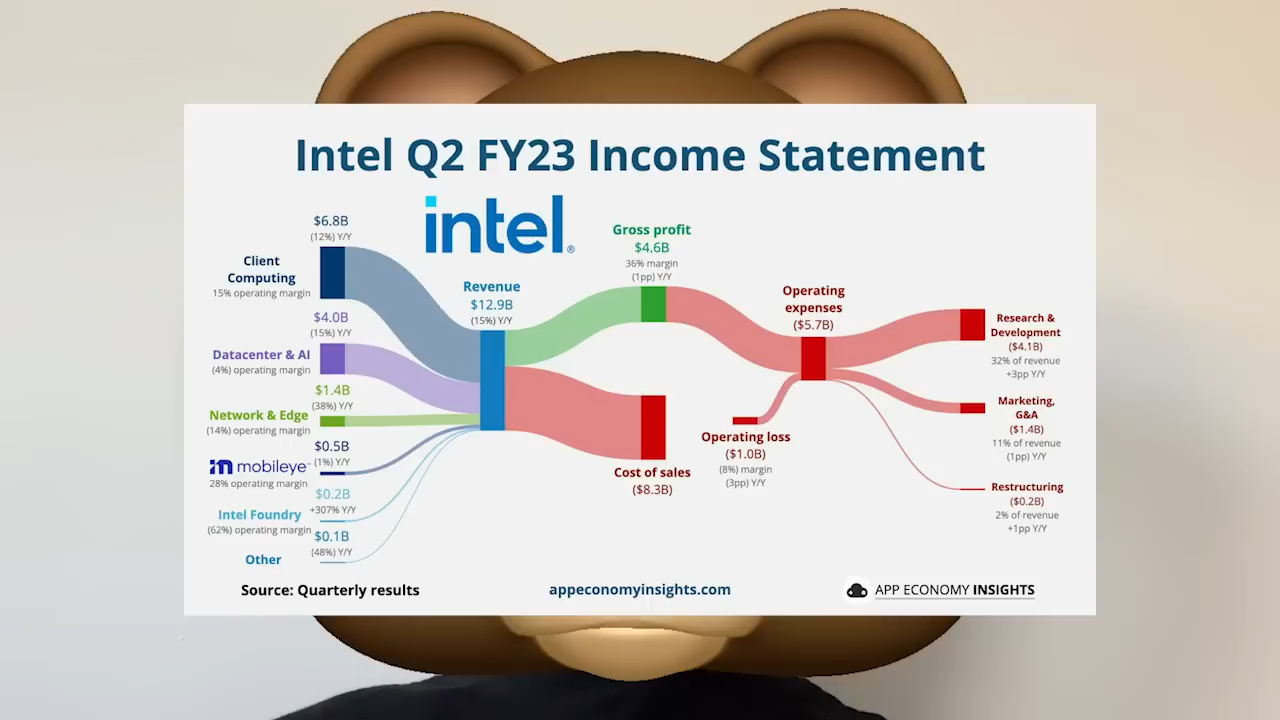 Intel Q2 FY23 Income Statement
intel®
$6.8B
(12%) Y/Y
Client
Computing
15% operating margin
$4.0B
(15%) Y/Y
Datacenter & AI
(4%) operating margin
$1.4B
(38%) Y/Y
Network & Edge
(14%) operating margin
$0.5B
(1%) Y/Y
mobileye™
28% operating margin
$0.2B
+307% Y/Y
Intel Foundry
(62%) operating margin
$0.1B
(48%) Y/Y
Other
Revenue
$12.9B
(15%) Y/Y
Gross profit
$4.6B
36% margin
(1pp) Y/Y
Cost of sales
($8.3B)
Operating
expenses
($5.7B)
Operating loss
($1.0B)
(8%) margin
(3pp) Y/Y
Research &
Development
($4.1B)
32% of revenue
+3pp Y/Y
Marketing,
G&A
($1.4B)
11% of revenue
(1pp) Y/Y
Restructuring
($0.2B)
2% of revenue
+1pp Y/Y
Source: Quarterly results
appeconomyinsights.com
APP ECONOMY INSIGHTS